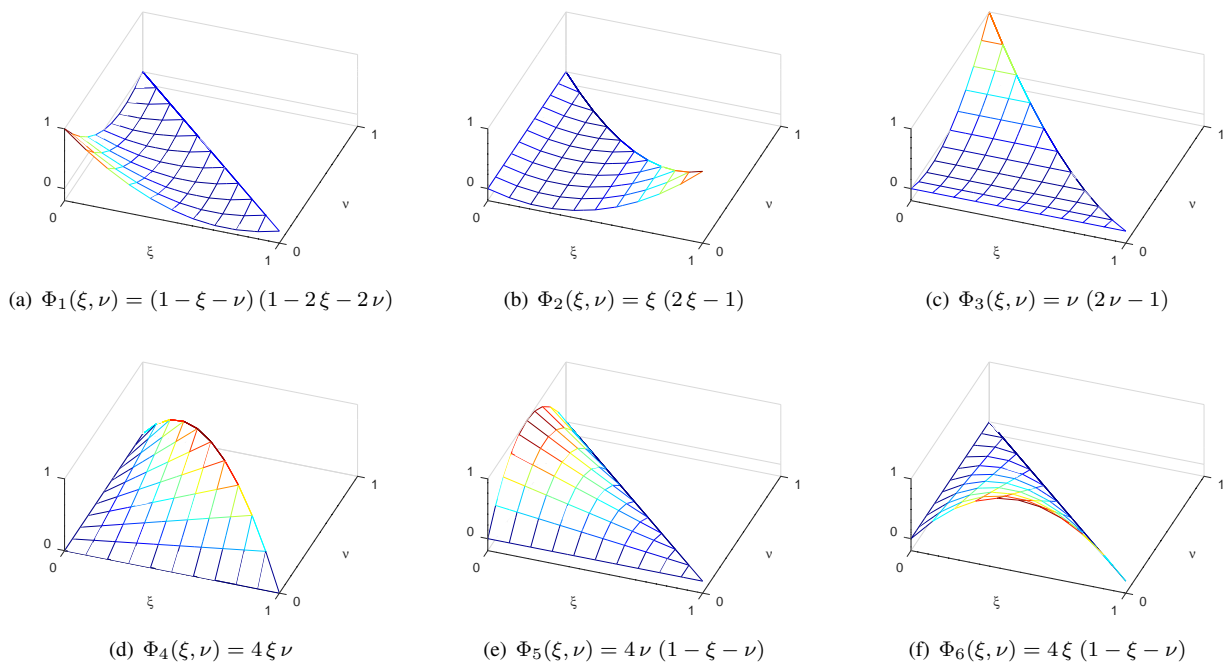 1
0
0
ξ
1
0
ν
1
1
0
0
ξ
1
0
ν
1
1
0
0
ξ
1
0
ν
1
(a) Φ₁(ξ, ν) = (1 − ξ − ν) (1 − 2 ξ − 2 ν)
(b) Φ₂(ξ, ν) = ξ (2 ξ − 1)
(c) Φ₃(ξ, ν) = ν (2 ν − 1)
1
0
0
ξ
1
0
ν
1
1
0
0
ξ
1
0
ν
1
1
0
0
ξ
1
0
ν
1
(d) Φ₄(ξ, ν) = 4 ξ ν
(e) Φ₅(ξ, ν) = 4 ν (1 − ξ − ν)
(f) Φ₆(ξ, ν) = 4 ξ (1 − ξ − ν)